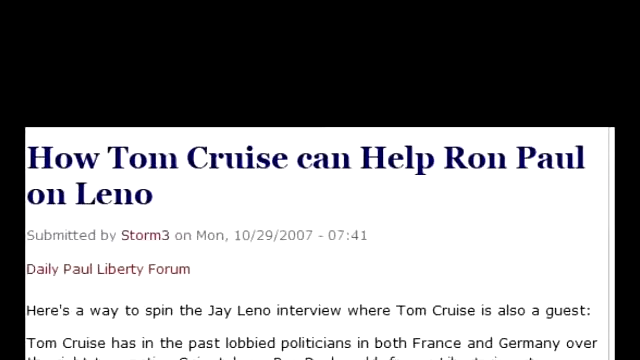 How Tom Cruise can Help Ron Paul
on Leno
Submitted by Storm3 on Mon, 10/29/2007 - 07:41
Daily Paul Liberty Forum
Here's a way to spin the Jay Leno interview where Tom Cruise is also a guest:
Tom Cruise has in the past lobbied politicians in both France and Germany over